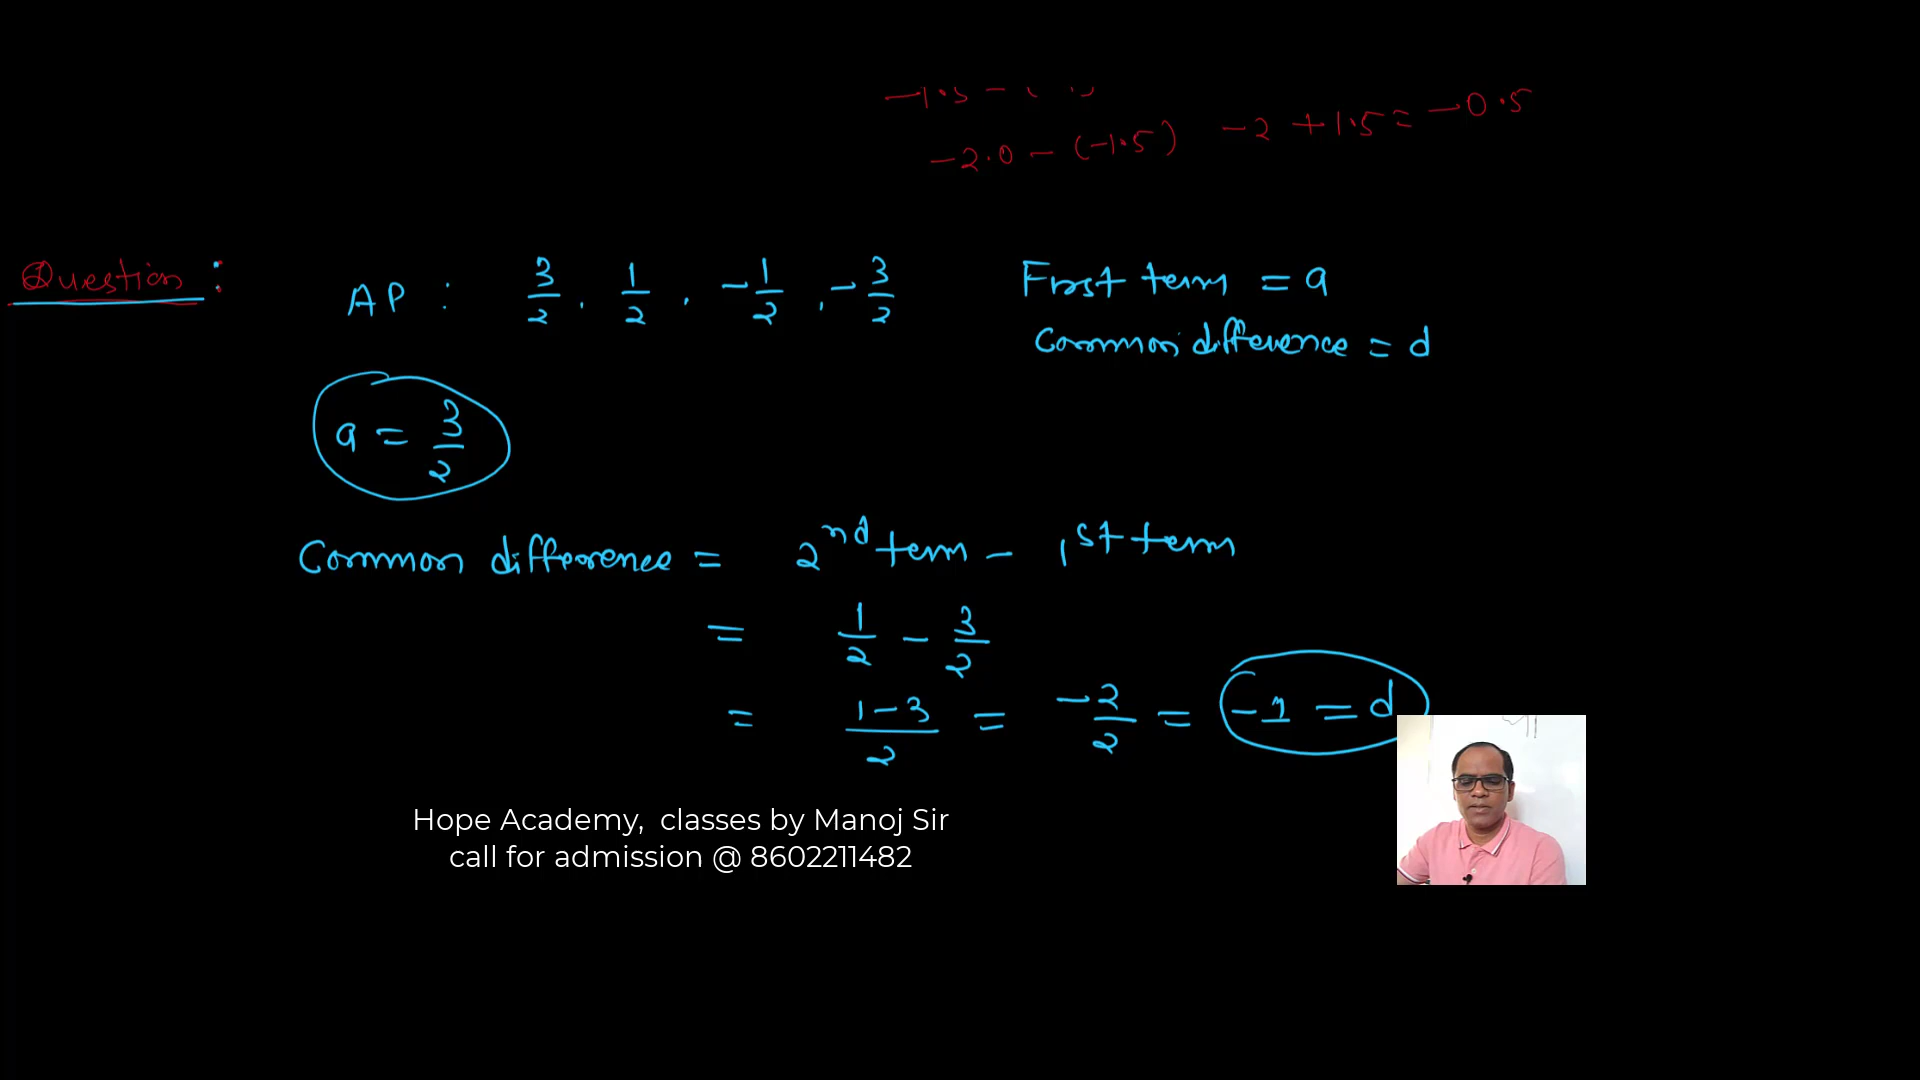 -2.0 - (-1.5) -2 + 1.5 = -0.5
Question :
AP : 3/2 , 1/2 , -1/2 , -3/2
First term = a
Common difference = d
a = 3/2
Common difference = 2nd term - 1st term
= 1/2 - 3/2
= 1-3/2 = -2/2 = -1 = d
Hope Academy, classes by Manoj Sir
call for admission @ 8602211482